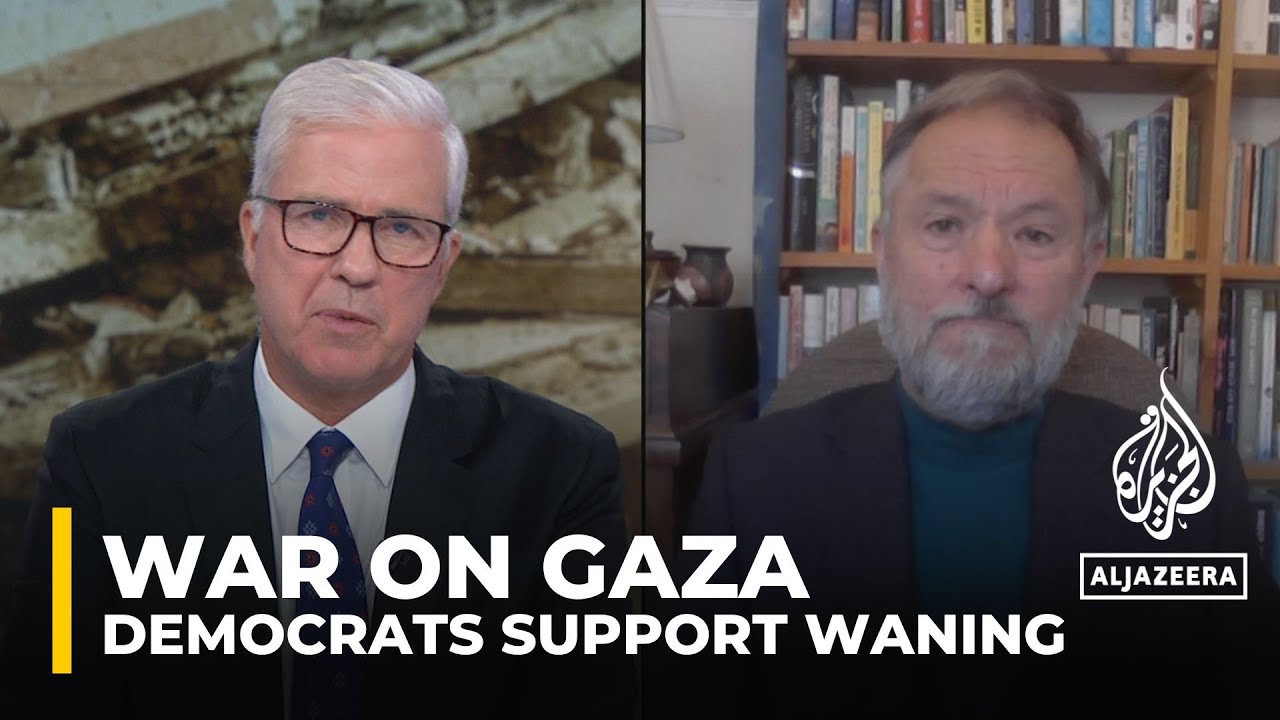 WAR ON GAZA
DEMOCRATS SUPPORT WANING
الجزيرة
ALJAZEERA